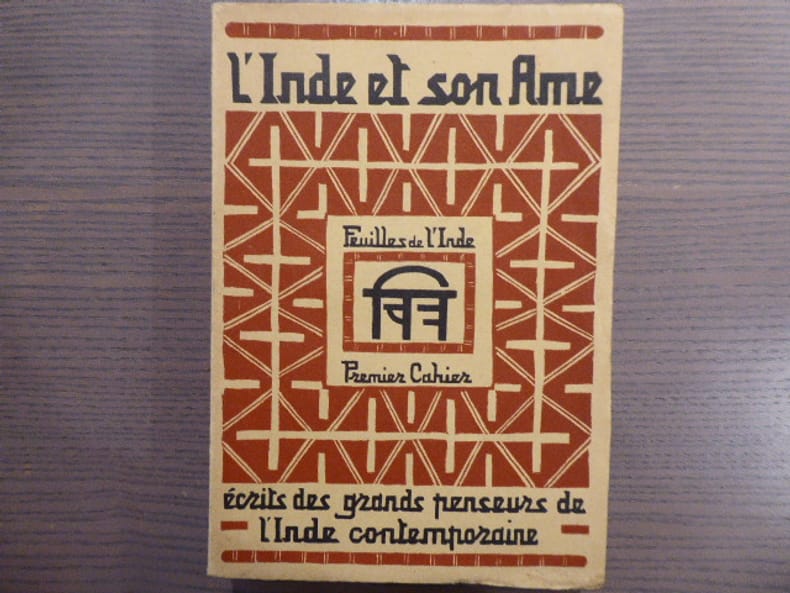 l'Inde et son Ame
Feuilles de l'Inde
चित्र
Premier Cahier
écrits des grands penseurs de
l'Inde contemporaine